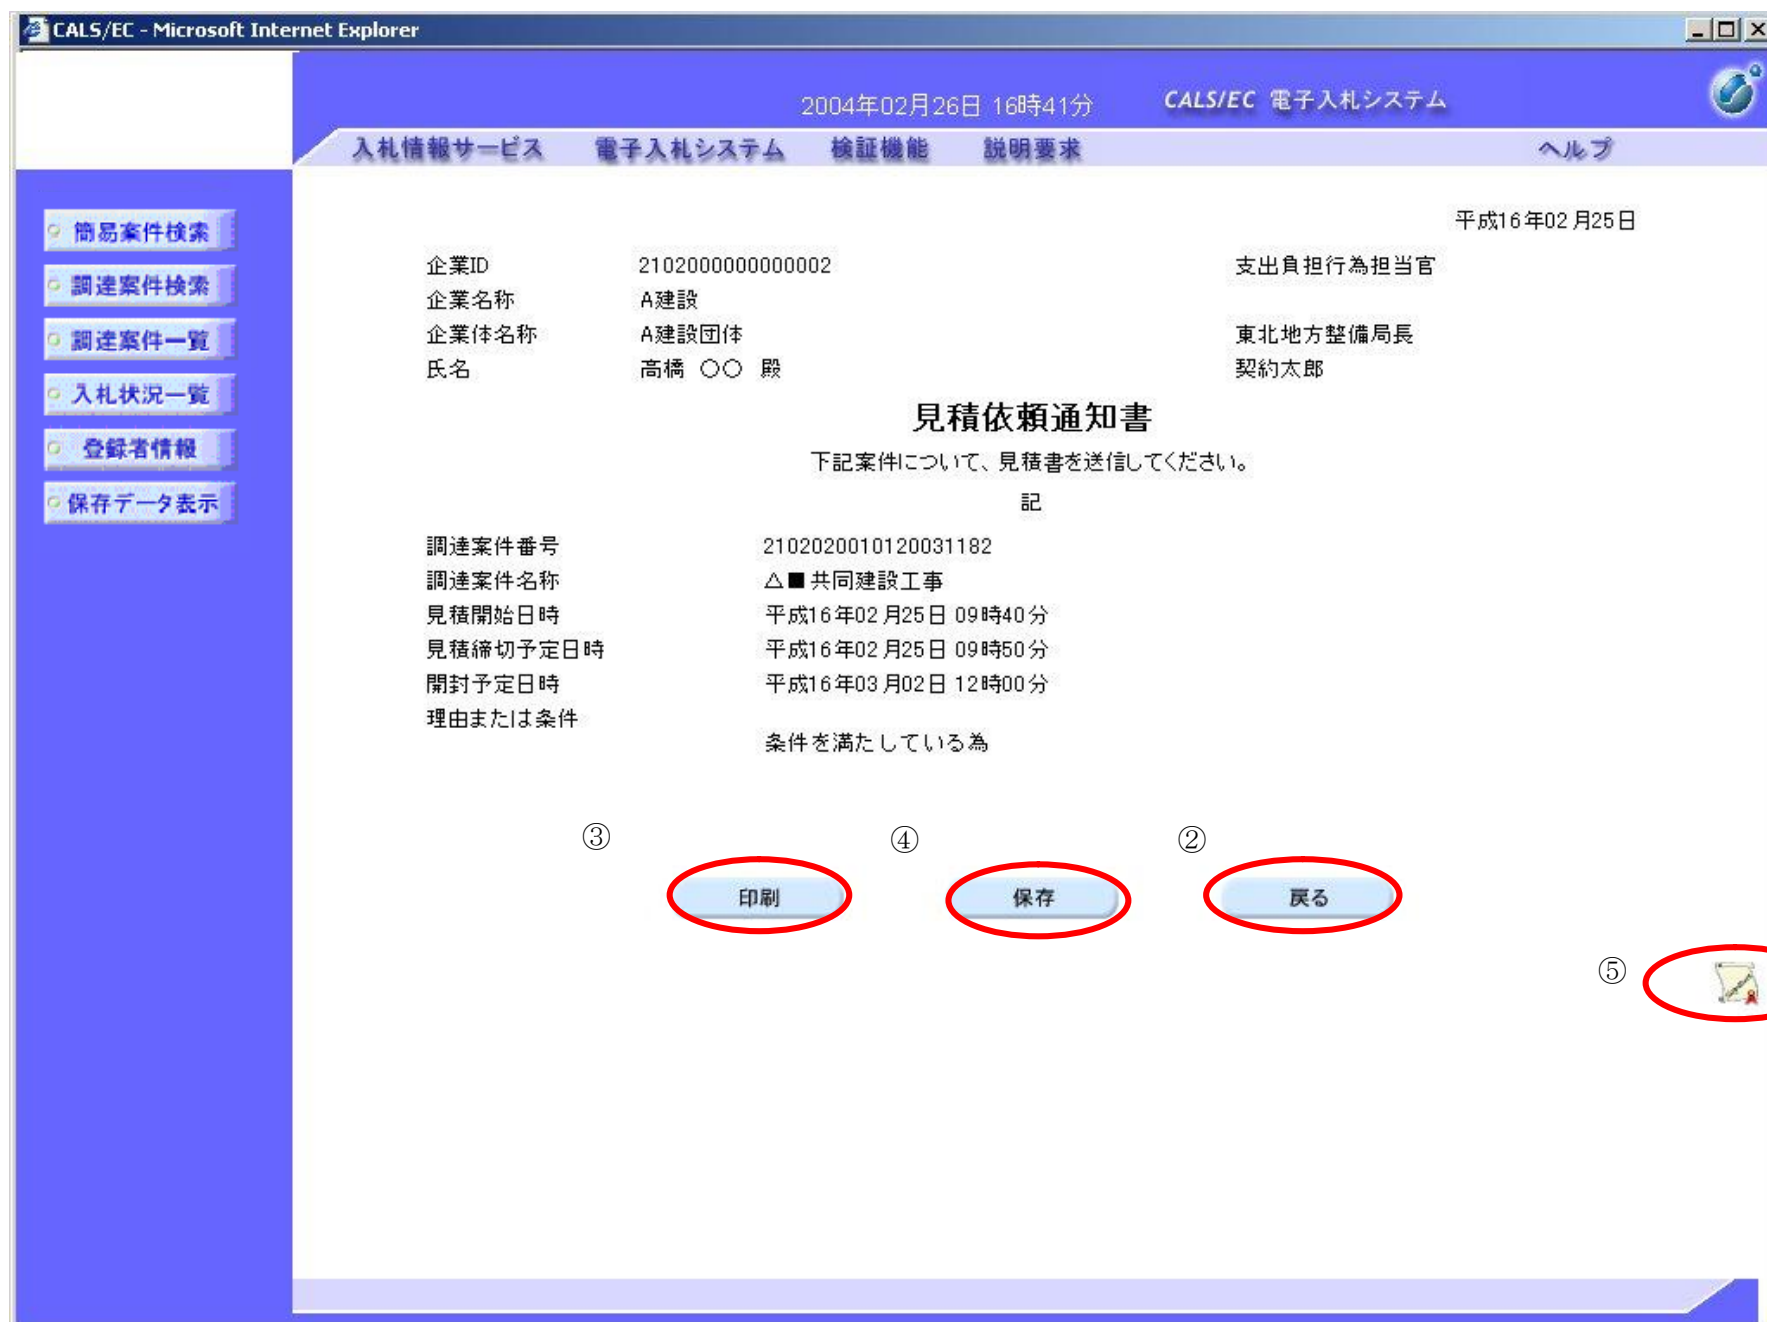 CALS/EC - Microsoft Internet Explorer
2004年02月26日 16時41分 CALS/EC 電子入札システム
入札情報サービス 電子入札システム 検証機能 説明要求 ヘルプ
簡易案件検索
調達案件検索
調達案件一覧
入札状況一覧
登録者情報
保存データ表示
平成16年02月25日
企業ID 2102000000000002 支出負担行為担当官
企業名称 A建設
企業体名称 A建設団体 東北地方整備局長
氏名 高橋 〇〇 殿 契約太郎
見積依頼通知書
下記案件について、見積書を送信してください。
記
調達案件番号 2102020010120031182
調達案件名称 △■共同建設工事
見積開始日時 平成16年02月25日 09時40分
見積締切予定日時 平成16年02月25日 09時50分
開封予定日時 平成16年03月02日 12時00分
理由または条件
条件を満たしている為
③ ④ ②
印刷 保存 戻る
⑤